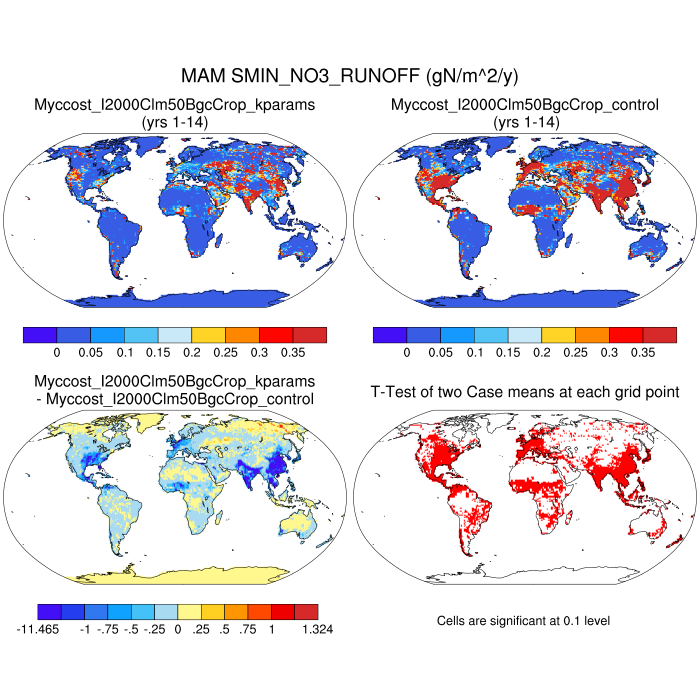 MAM SMIN_NO3_RUNOFF (gN/m^2/y)
Myccost_I2000Clm50BgcCrop_kparams
(yrs 1-14)
Myccost_I2000Clm50BgcCrop_control
(yrs 1-14)
0 0.05 0.1 0.15 0.2 0.25 0.3 0.35
0 0.05 0.1 0.15 0.2 0.25 0.3 0.35
Myccost_I2000Clm50BgcCrop_kparams
- Myccost_I2000Clm50BgcCrop_control
T-Test of two Case means at each grid point
-11.465 -1 -.75 -.5 -.25 0 .25 .5 .75 1 1.324
Cells are significant at 0.1 level